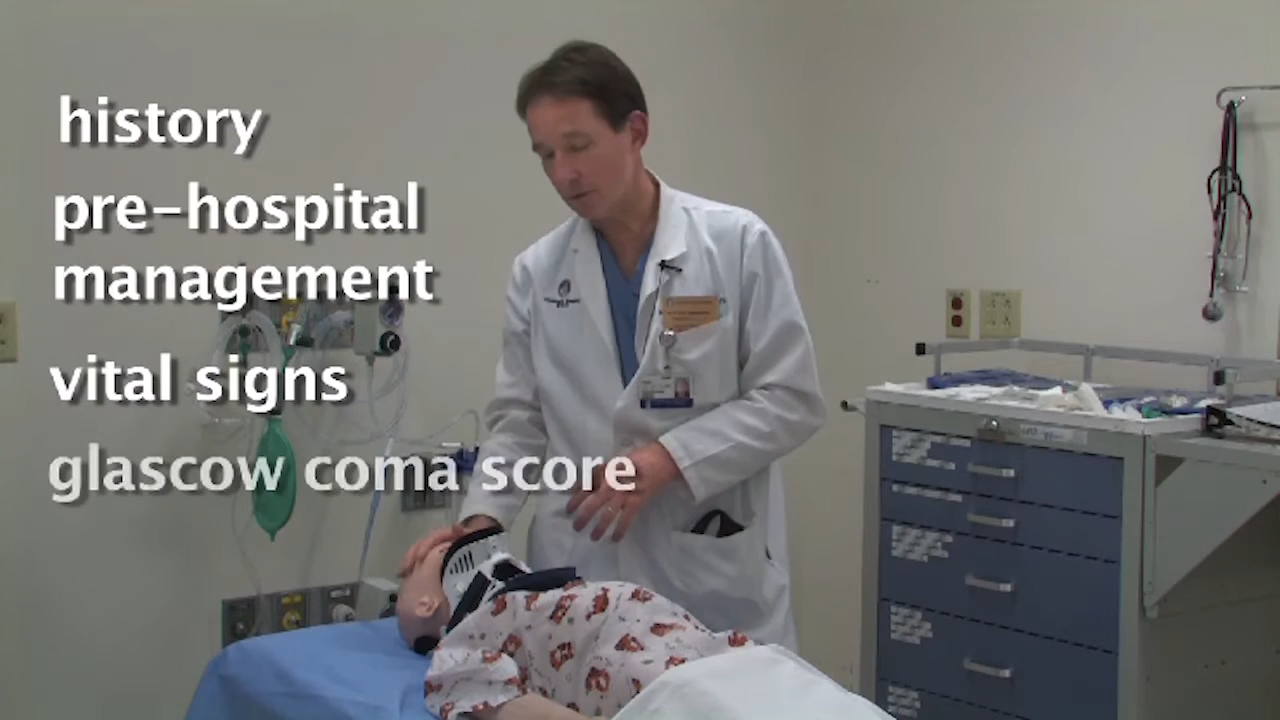 history
pre-hospital
management
vital signs
glascow coma score